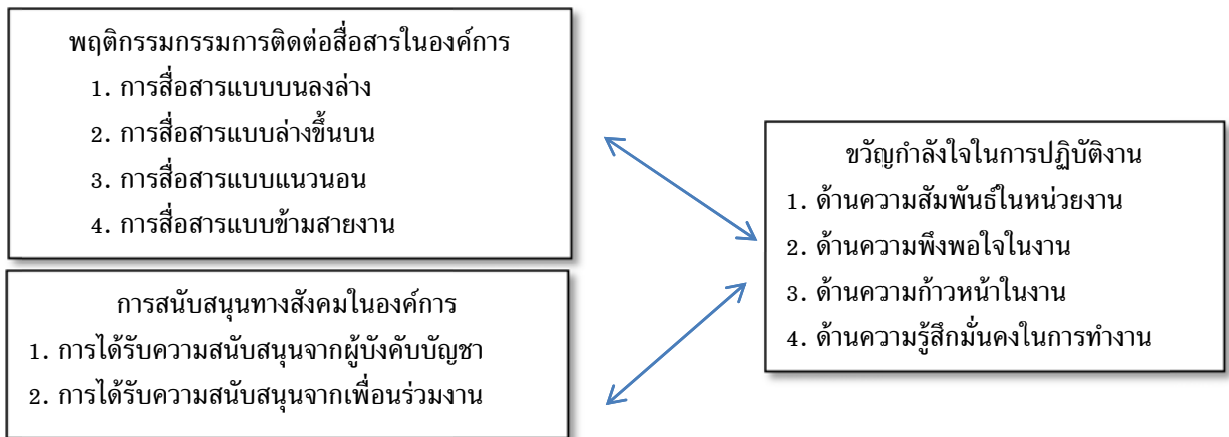 พฤติกรรมกรรมการติดต่อสื่อสารในองค์การ
1. การสื่อสารแบบบนลงล่าง
2. การสื่อสารแบบล่างขึ้นบน
3. การสื่อสารแบบแนวนอน
4. การสื่อสารแบบข้ามสายงาน
การสนับสนุนทางสังคมในองค์การ
1. การได้รับความสนับสนุนจากผู้บังคับบัญชา
2. การได้รับความสนับสนุนจากเพื่อนร่วมงาน
ขวัญกำลังใจในการปฏิบัติงาน
1. ด้านความสัมพันธ์ในหน่วยงาน
2. ด้านความพึงพอใจในงาน
3. ด้านความก้าวหน้าในงาน
4. ด้านความรู้สึกมั่นคงในการทำงาน